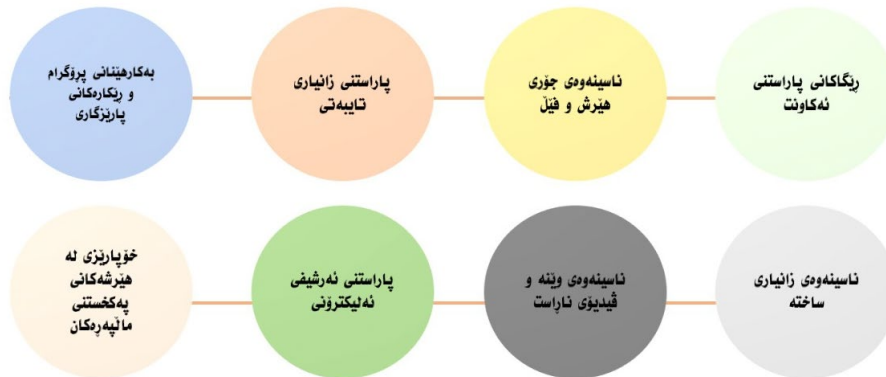 ڕێگاکانی پاراستنی
ئەکاونت
ناسینەوەی جۆری
هێرش و فێڵ
پاراستنی زانیاری
تایبەتی
بەکارهێنانی پرۆگرام
و ڕێکارەکانی
پارێزگاری
ناسینەوەی زانیاری
ساختە
ناسینەوەی وێنە و
ڤیدیۆی ناڕاست
پاراستنی ئەرشیفی
ئەلیکترۆنی
خۆپارێزی لە
هێرشەکانی
پەکخستنی
ماڵپەڕەکان